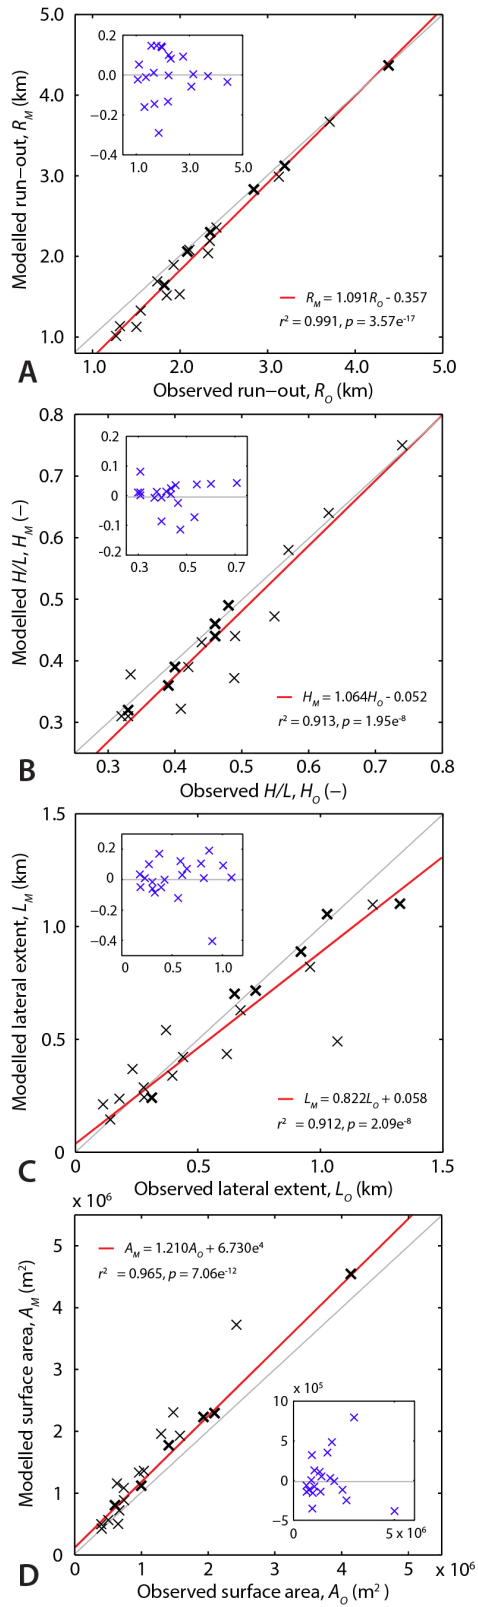 5.0
4.0
3.0
2.0
1.0
Modelled run−out, R_M (km)
0.2
0.0
−0.2
−0.4
1.0 3.0 5.0
R_M = 1.091R_O - 0.357
r² = 0.991, p = 3.57e⁻¹⁷
1.0 2.0 3.0 4.0 5.0
A
Observed run−out, R_O (km)
0.8
0.7
0.6
0.5
0.4
0.3
Modelled H/L, H_M (−)
0.2
0.1
0
-0.1
-0.2
0.3 0.5 0.7
H_M = 1.064H_O - 0.052
r² = 0.913, p = 1.95e⁻⁸
0.3 0.4 0.5 0.6 0.7 0.8
B
Observed H/L, H_O (−)
1.5
1.0
0.5
0
Modelled lateral extent, L_M (km)
0.2
0
−0.2
−0.4
0 0.5 1.0
L_M = 0.822L_O + 0.058
r² = 0.912, p = 2.09e⁻⁸
0 0.5 1.0 1.5
C
Observed lateral extent, L_O (km)
x 10⁶
5
4
3
2
1
0
Modelled surface area, A_M (m²)
A_M = 1.210A_O + 6.730e⁴
r² = 0.965, p = 7.06e⁻¹²
10 x 10⁵
5
0
−5
0 5 x 10⁶
0 1 2 3 4 5 x 10⁶
D
Observed surface area, A_O (m²)